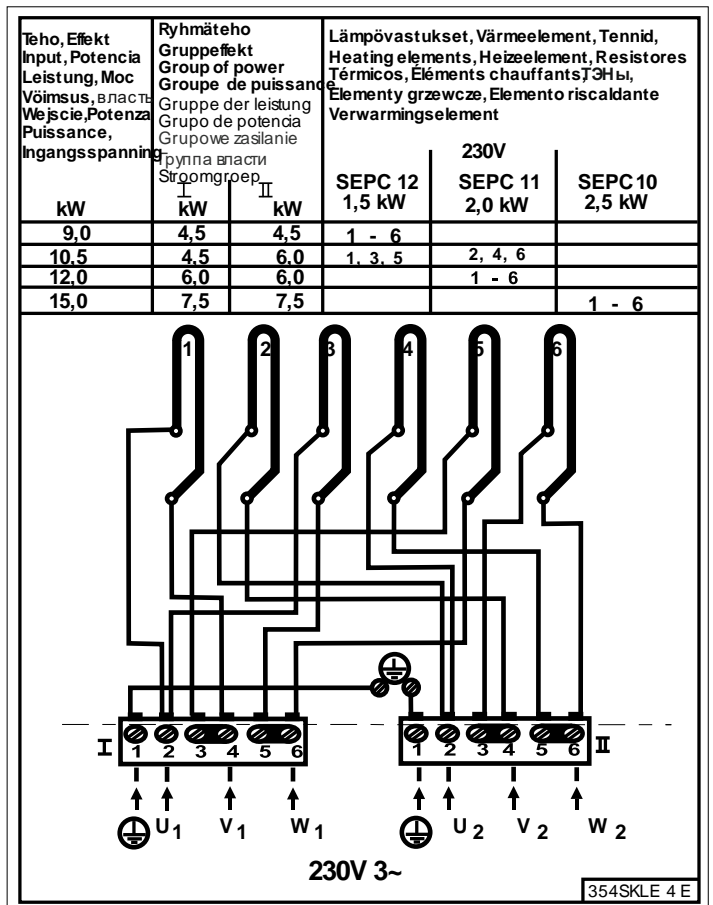 Teho, Effekt
Input, Potencia
Leistung, Moc
Vöimsus, власть
Wejscie,Potenza
Puissance,
Ingangsspanning
kW
Ryhmäteho
Gruppeffekt
Group of power
Groupe de puissance
Gruppe der leistung
Grupo de potencia
Grupowe zasilanie
Группа власти
Stroomgroep
I II
kW kW
Lämpövastukset, Värmeelement, Tennid,
Heating elements, Heizeelement, Resistores
Térmicos, Éléments chauffants,ТЭНы,
Elementy grzewcze, Elemento riscaldante
Verwarmingselement
230V
SEPC 12 SEPC 11 SEPC10
1,5 kW 2,0 kW 2,5 kW
9,0 4,5 4,5 1 - 6
10,5 4,5 6,0 1, 3, 5 2, 4, 6
12,0 6,0 6,0 1 - 6
15,0 7,5 7,5 1 - 6
1 2 3 4 5 6
I 1 2 3 4 5 6 1 2 3 4 5 6 II
U1 V1 W1 U2 V2 W2
230V 3~
354SKLE 4 E